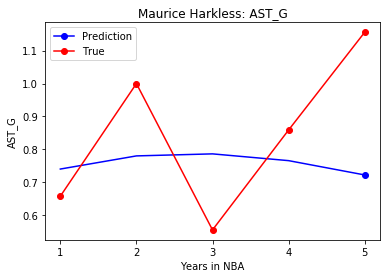 Maurice Harkless: AST_G
Prediction
True
AST_G
1.1
1.0
0.9
0.8
0.7
0.6
1 2 3 4 5
Years in NBA